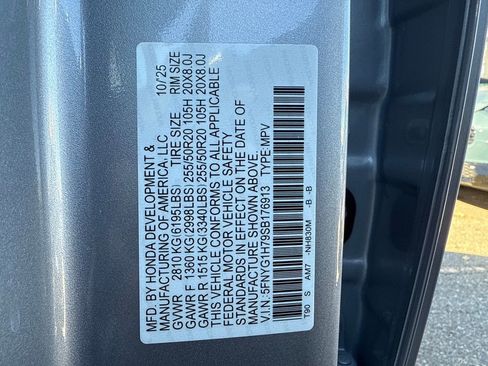 MFD. BY HONDA DEVELOPMENT &
MANUFACTURING OF AMERICA, LLC 10/25
GVWR 2810 KG(6195LBS) TIRE SIZE RIM SIZE
GAWR F 1360 KG(2998LBS) 255/50R20 105H 20X8.0J
GAWR R 1515 KG(3340LBS) 255/50R20 105H 20X8.0J
THIS VEHICLE CONFORMS TO ALL APPLICABLE
FEDERAL MOTOR VEHICLE SAFETY
STANDARDS IN EFFECT ON THE DATE OF
MANUFACTURE SHOWN ABOVE.
V.I.N.: 5FNYG1H79SB176913 TYPE:MPV
T90 S AM7 -NH830M -B -B